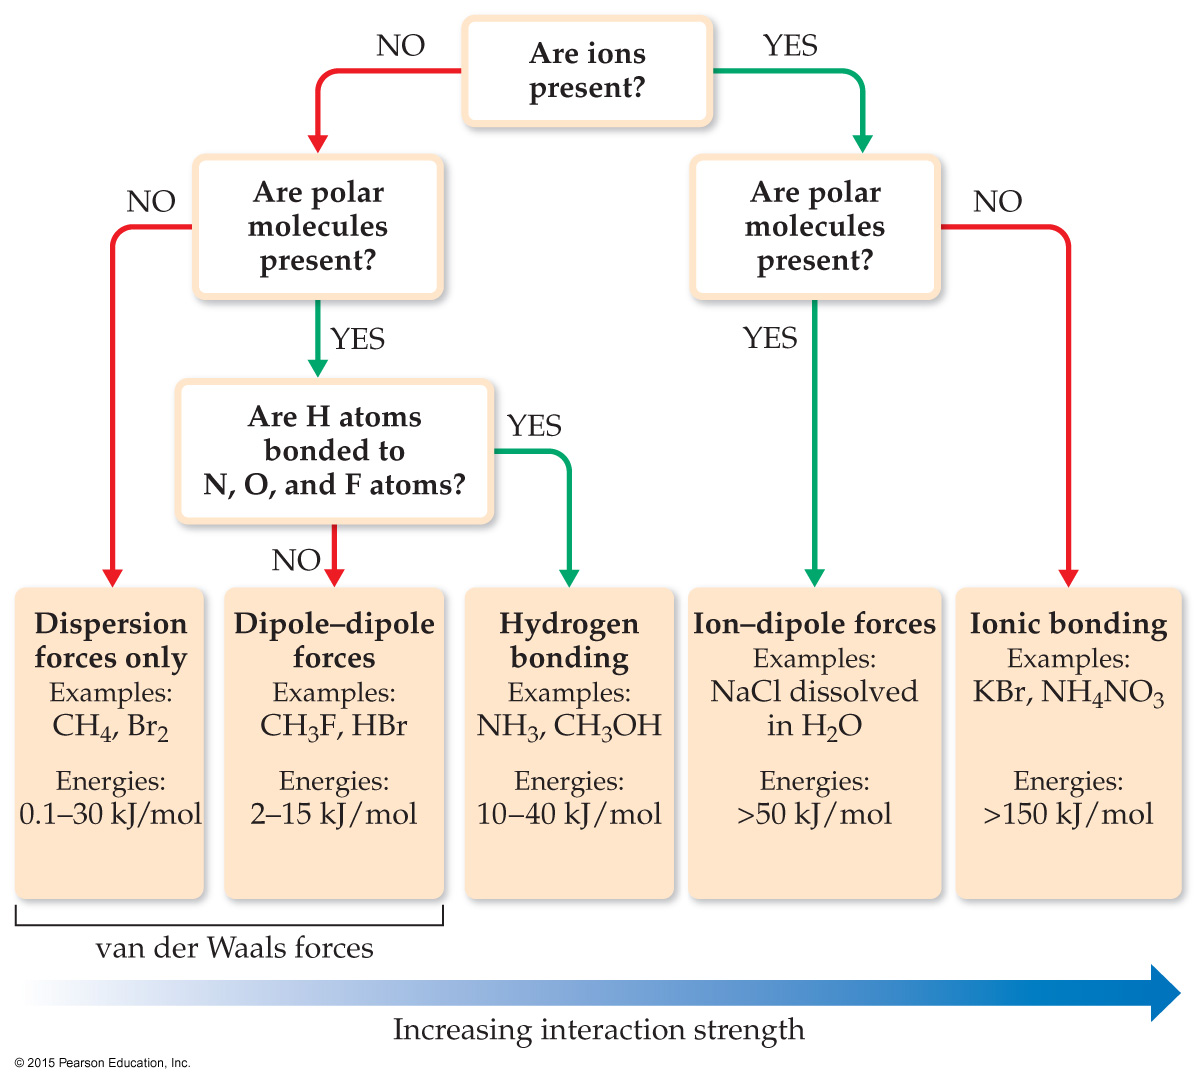 Are ions
present?
NO
YES
Are polar
molecules
present?
NO
YES
Are polar
molecules
present?
NO
YES
Are H atoms
bonded to
N, O, and F atoms?
YES
NO
Dispersion
forces only
Examples:
CH₄, Br₂
Energies:
0.1–30 kJ/mol
Dipole–dipole
forces
Examples:
CH₃F, HBr
Energies:
2–15 kJ/mol
Hydrogen
bonding
Examples:
NH₃, CH₃OH
Energies:
10–40 kJ/mol
Ion–dipole forces
Examples:
NaCl dissolved
in H₂O
Energies:
>50 kJ/mol
Ionic bonding
Examples:
KBr, NH₄NO₃
Energies:
>150 kJ/mol
van der Waals forces
Increasing interaction strength
© 2015 Pearson Education, Inc.